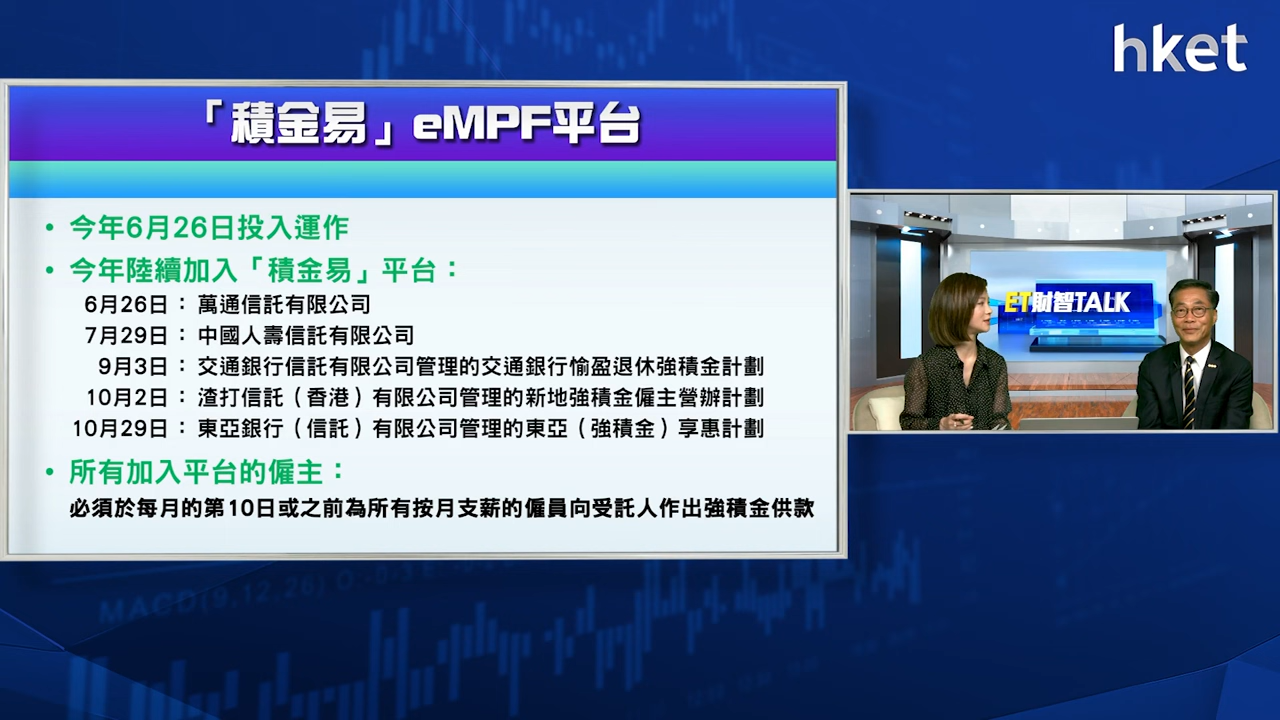 hket
「積金易」eMPF平台
• 今年6月26日投入運作
• 今年陸續加入「積金易」平台：
6月26日： 萬通信託有限公司
7月29日： 中國人壽信託有限公司
9月3日： 交通銀行信託有限公司管理的交通銀行愉盈退休強積金計劃
10月2日： 渣打信託（香港）有限公司管理的新地強積金僱主營辦計劃
10月29日： 東亞銀行（信託）有限公司管理的東亞（強積金）享惠計劃
• 所有加入平台的僱主：
必須於每月的第10日或之前為所有按月支薪的僱員向受託人作出強積金供款
ET財智TALK
MACD(9,12,26)